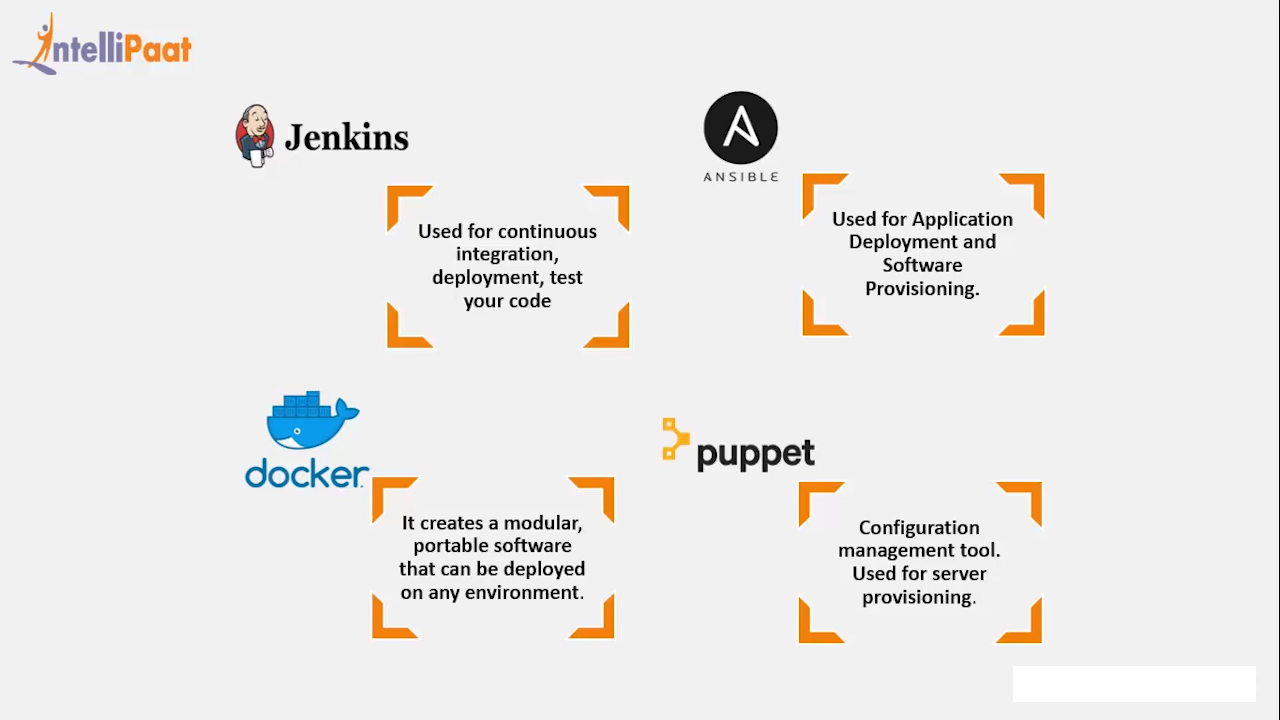 IntelliPaat
Jenkins
Used for continuous
integration,
deployment, test
your code
ANSIBLE
Used for Application
Deployment and
Software
Provisioning.
docker
It creates a modular,
portable software
that can be deployed
on any environment.
puppet
Configuration
management tool.
Used for server
provisioning.